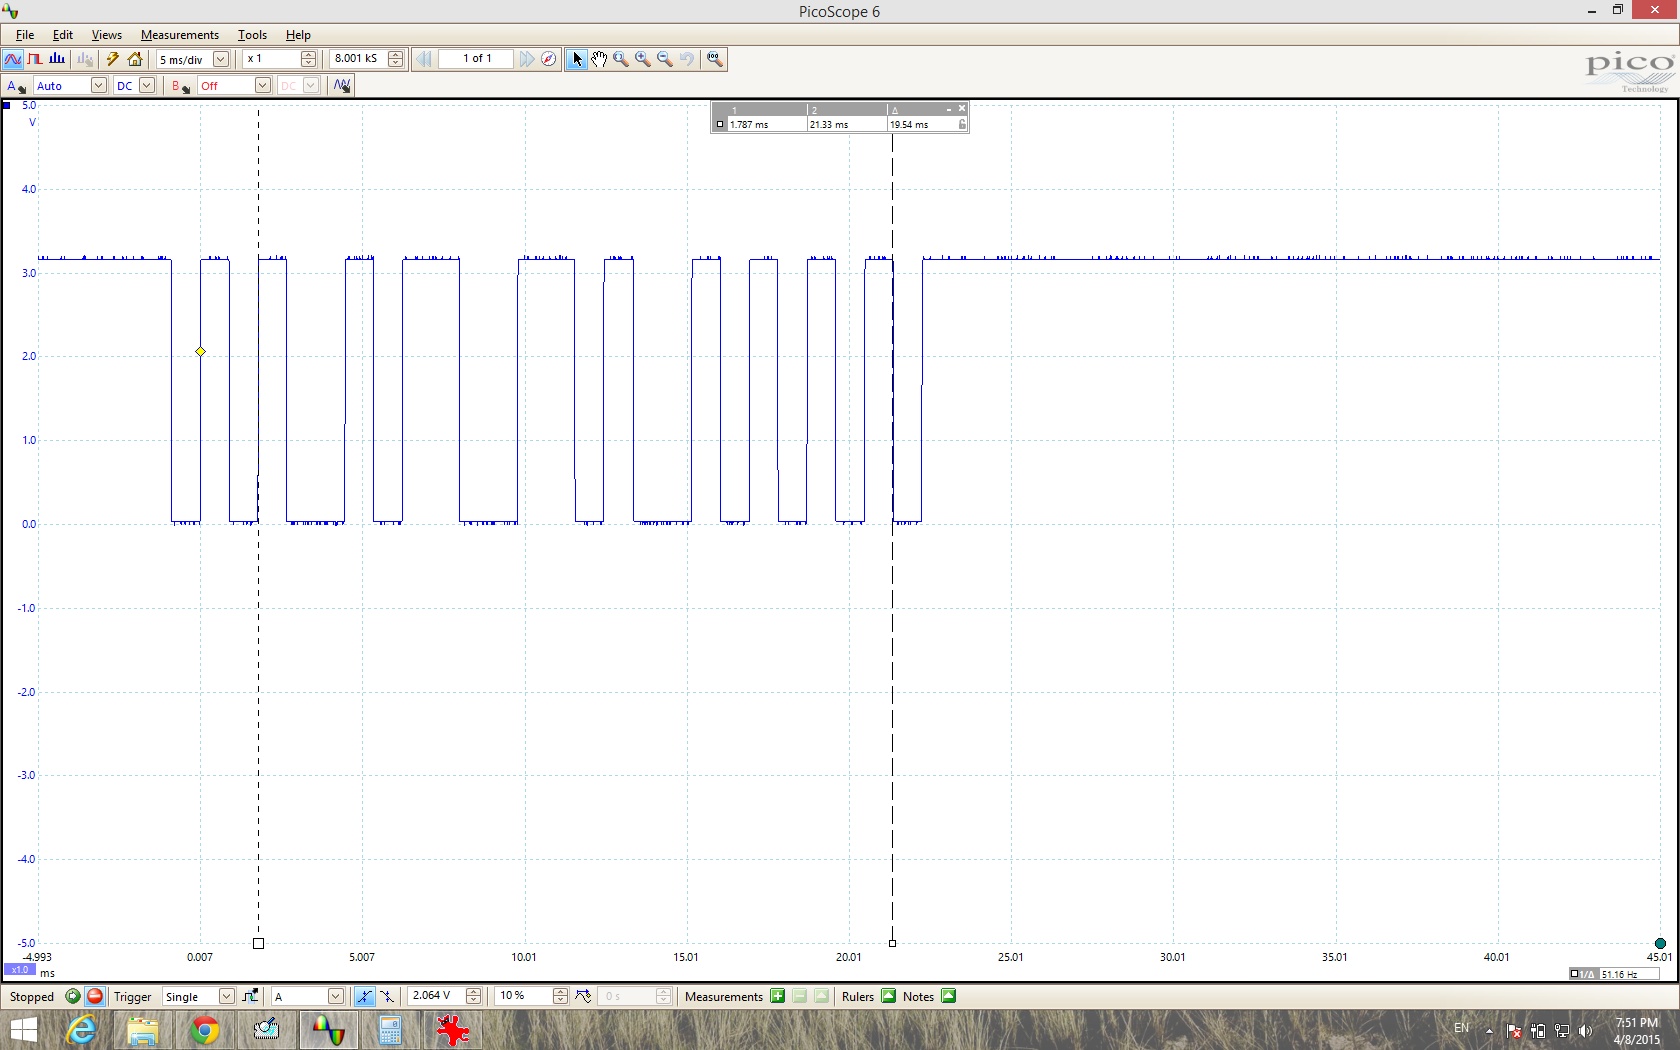 PicoScope 6
File Edit Views Measurements Tools Help
5 ms/div x 1 8.001 kS 1 of 1
pico
Technology
A Auto DC B Off DC
1 2 Δ
1.787 ms 21.33 ms 19.54 ms
5.0
V
4.0
3.0
2.0
1.0
0.0
-1.0
-2.0
-3.0
-4.0
-5.0
-4.993 0.007 5.007 10.01 15.01 20.01 25.01 30.01 35.01 40.01 45.01
x1.0 ms
1/Δ 51.16 Hz
Stopped Trigger Single A 2.064 V 10 % 0 s Measurements Rulers Notes
EN
7:51 PM
4/8/2015